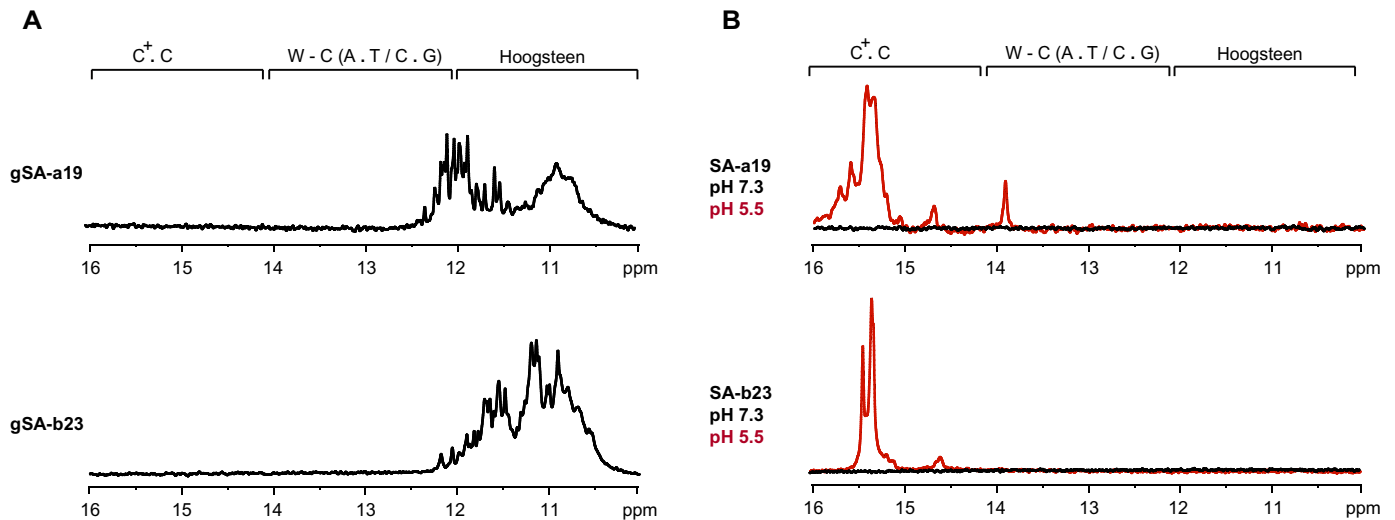 A
C+. C
W - C (A . T / C . G)
Hoogsteen
gSA-a19
16 15 14 13 12 11 ppm
gSA-b23
16 15 14 13 12 11 ppm
B
C+. C
W - C (A . T / C . G)
Hoogsteen
SA-a19
pH 7.3
pH 5.5
16 15 14 13 12 11 ppm
SA-b23
pH 7.3
pH 5.5
16 15 14 13 12 11 ppm